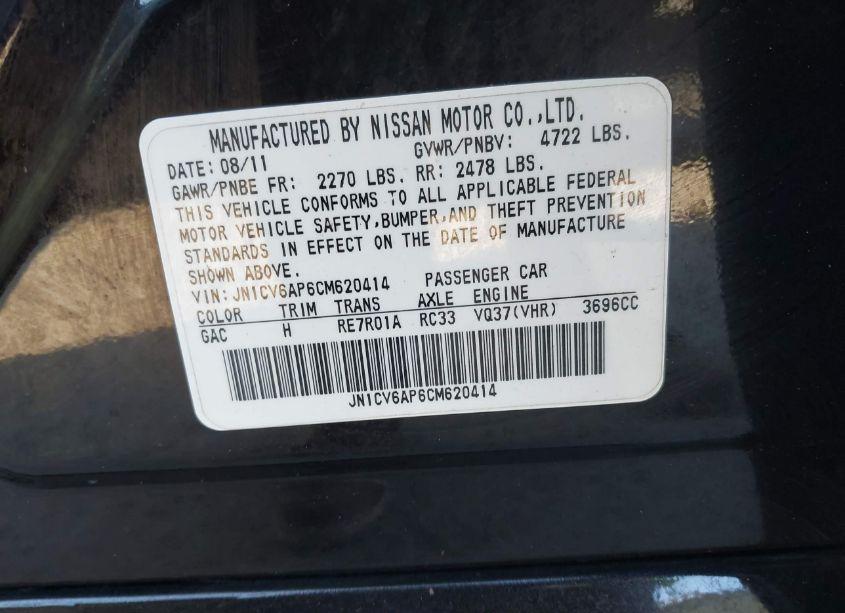 MANUFACTURED BY NISSAN MOTOR CO.,LTD.
DATE: 08/11 GVWR/PNBV: 4722 LBS.
GAWR/PNBE FR: 2270 LBS. RR: 2478 LBS.
THIS VEHICLE CONFORMS TO ALL APPLICABLE FEDERAL
MOTOR VEHICLE SAFETY,BUMPER,AND THEFT PREVENTION
STANDARDS IN EFFECT ON THE DATE OF MANUFACTURE
SHOWN ABOVE.
VIN: JN1CV6AP6CM620414 PASSENGER CAR
COLOR TRIM TRANS AXLE ENGINE
GAC H RE7R01A RC33 VQ37(VHR) 3696CC
JN1CV6AP6CM620414